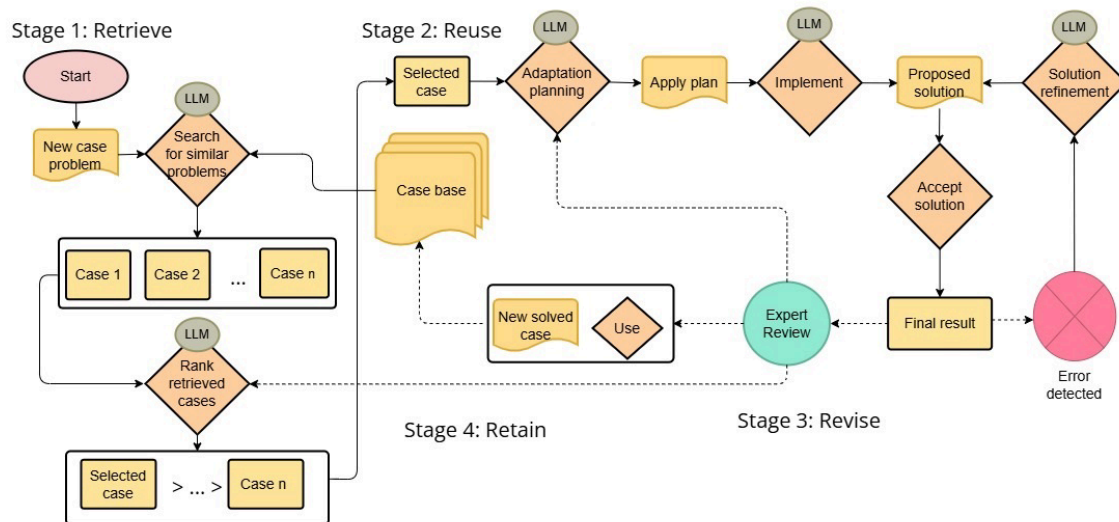 Stage 1: Retrieve
Start
New case
problem
LLM
Search
for similar
problems
Case 1
Case 2
...
Case n
LLM
Rank
retrieved
cases
Selected
case
> ... >
Case n
Stage 2: Reuse
Selected
case
LLM
Adaptation
planning
Apply plan
LLM
Implement
Proposed
solution
LLM
Solution
refinement
Case base
Accept
solution
New solved
case
Use
Expert
Review
Final result
Error
detected
Stage 4: Retain
Stage 3: Revise